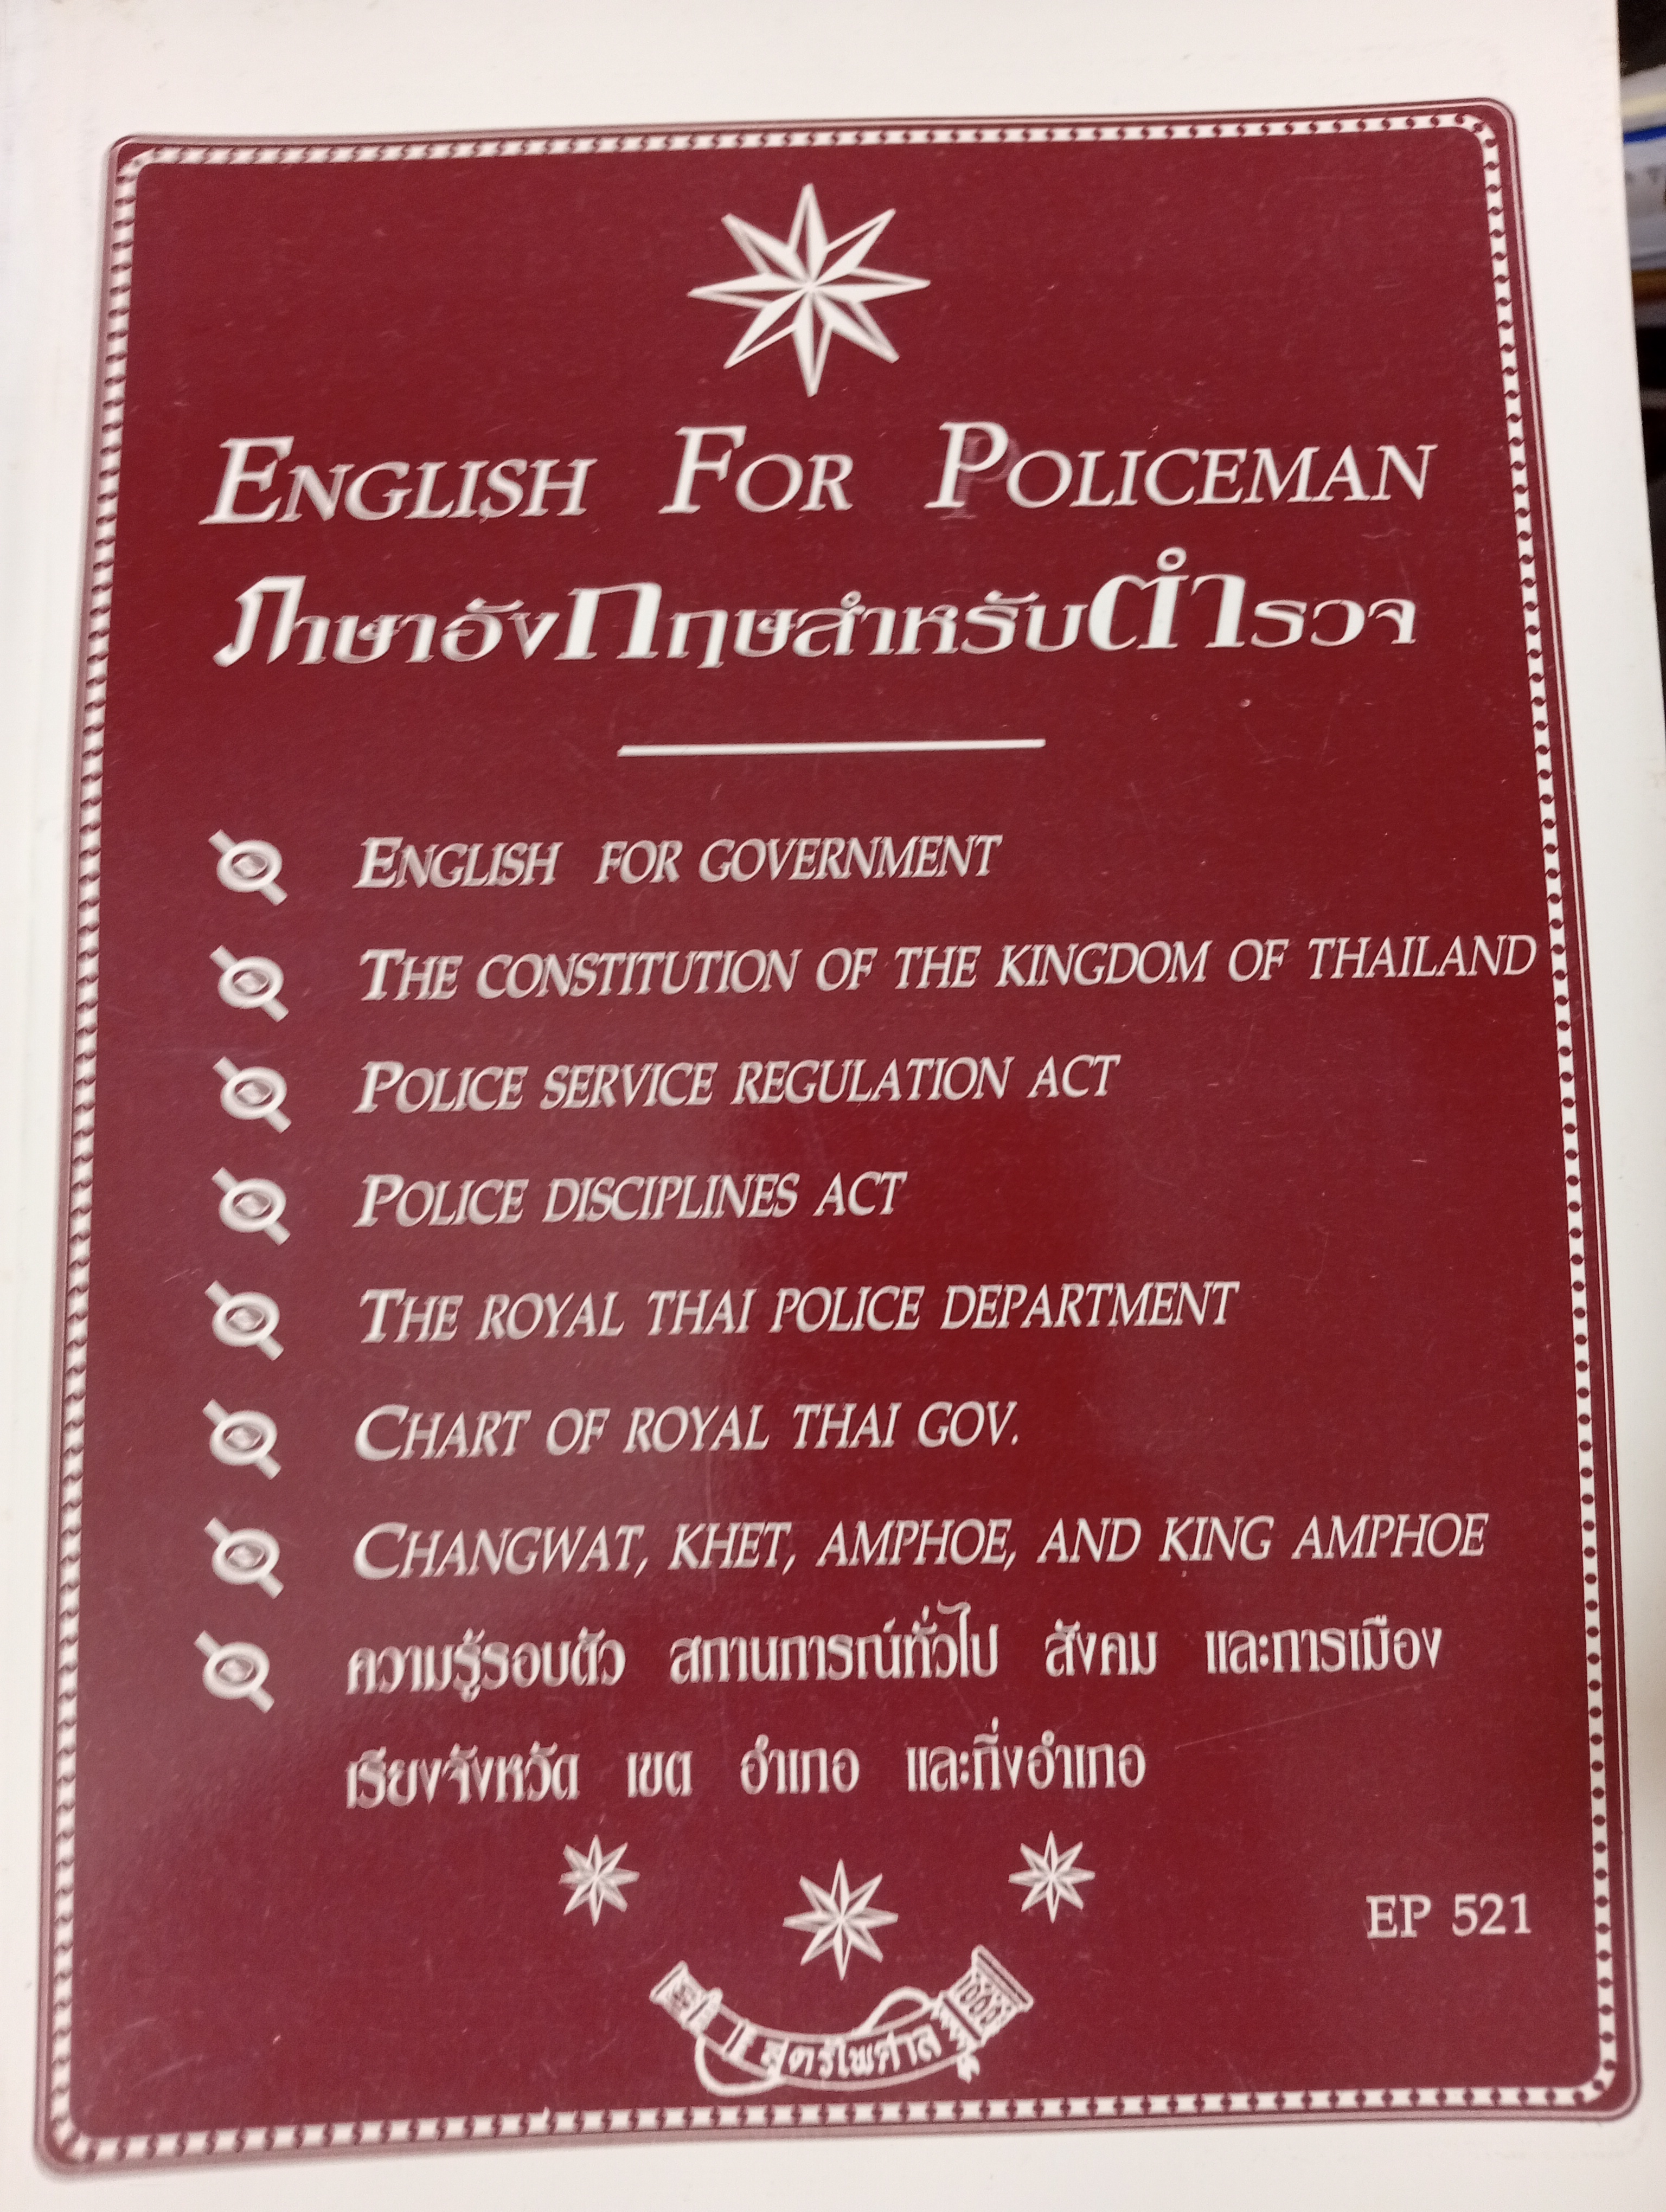 ENGLISH FOR POLICEMAN
ภาษาอังกฤษสำหรับตำรวจ
ENGLISH FOR GOVERNMENT
THE CONSTITUTION OF THE KINGDOM OF THAILAND
POLICE SERVICE REGULATION ACT
POLICE DISCIPLINES ACT
THE ROYAL THAI POLICE DEPARTMENT
CHART OF ROYAL THAI GOV.
CHANGWAT, KHET, AMPHOE, AND KING AMPHOE
ความรู้รอบตัว สถานการณ์ทั่วไป สังคม และการเมือง
เรียงจังหวัด เขต อำเภอ และกิ่งอำเภอ
EP 521
สูตรไพศาล